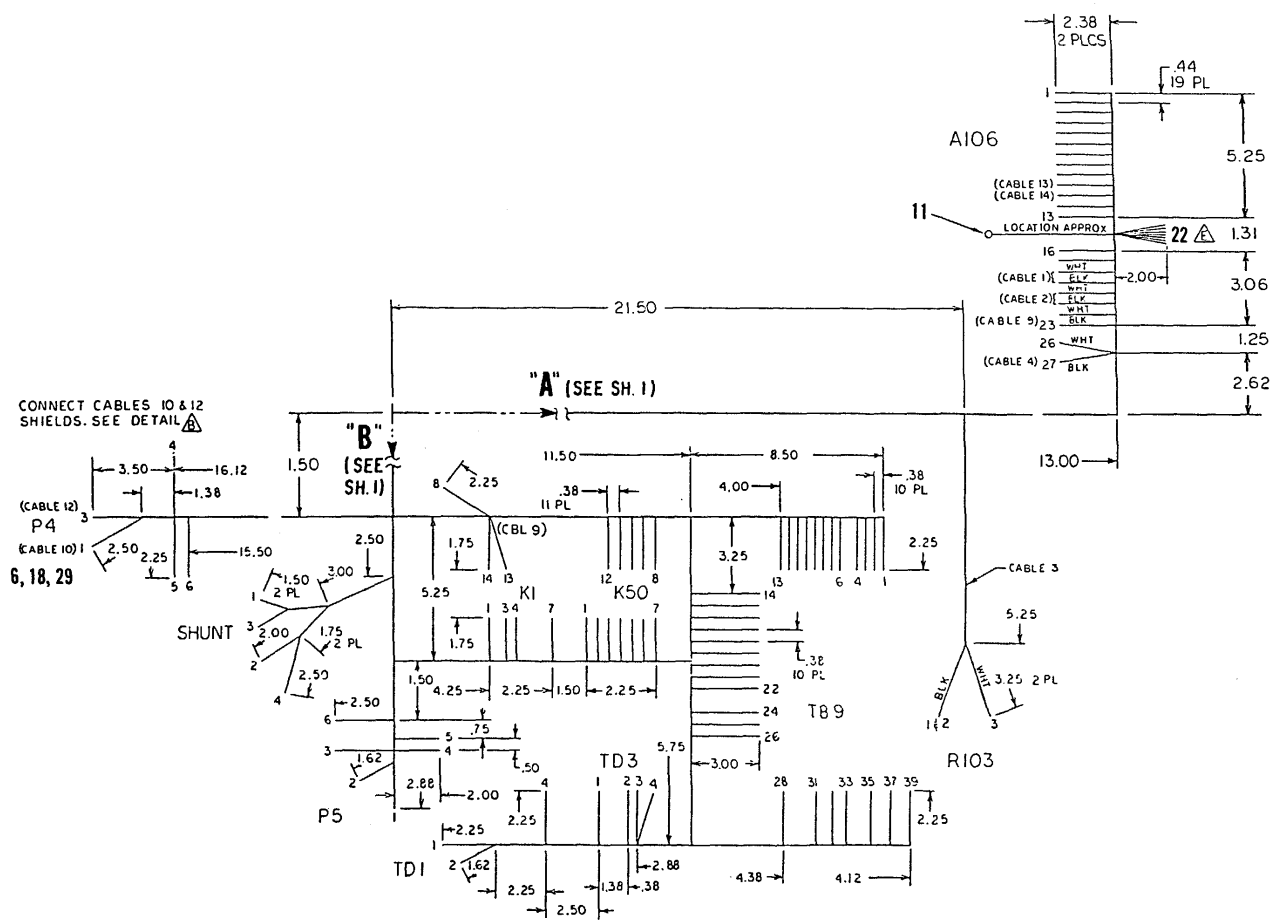 2.38
2 PLCS
.44
19 PL
1
A106
5.25
(CABLE 13)
(CABLE 14)
11
13
LOCATION APPROX
22 E
1.31
16
WHT
(CABLE 1) BLK
2.00
3.06
WHT
(CABLE 2) BLK
WHT
(CABLE 9) 23 BLK
26 WHT
1.25
(CABLE 4) 27 BLK
2.62
21.50
"A" (SEE SH. 1)
CONNECT CABLES 10 & 12
SHIELDS. SEE DETAIL B
4
1.50
"B"
(SEE
SH. 1)
11.50
8.50
13.00
3.50
16.12
1.38
8
2.25
.38
11 PL
4.00
.38
10 PL
(CABLE 12)
3
P4
(CABLE 10) 1
2.50
2.25
15.50
6, 18, 29
5 6
2.50
(CBL 9)
1.75
14 13
12 8
3.25
13 6 4 1
2.25
CABLE 3
K1
K50
5.25
14
1.50
2 PL
3.00
1
SHUNT
3
2.00
2
1.75
2 PL
4
2.50
1 3 4 7 1 7
1.75
.38
10 PL
5.25
BLK
WHT
3.25 2 PL
1.50
4.25 2.25 1.50 2.25
22
24
26
T89
1&2
3
2.50
6
.75
5
3
4
.50
1.62
2
TD3
5.75
3.00
R103
2.88
2.00
P5
1
4
1 2 3 4
28 31 33 35 37 39
2.25
2.25
2.25
1
TD1
2 1.62
2.88
2.25
1.38 .38
4.38
4.12
2.50